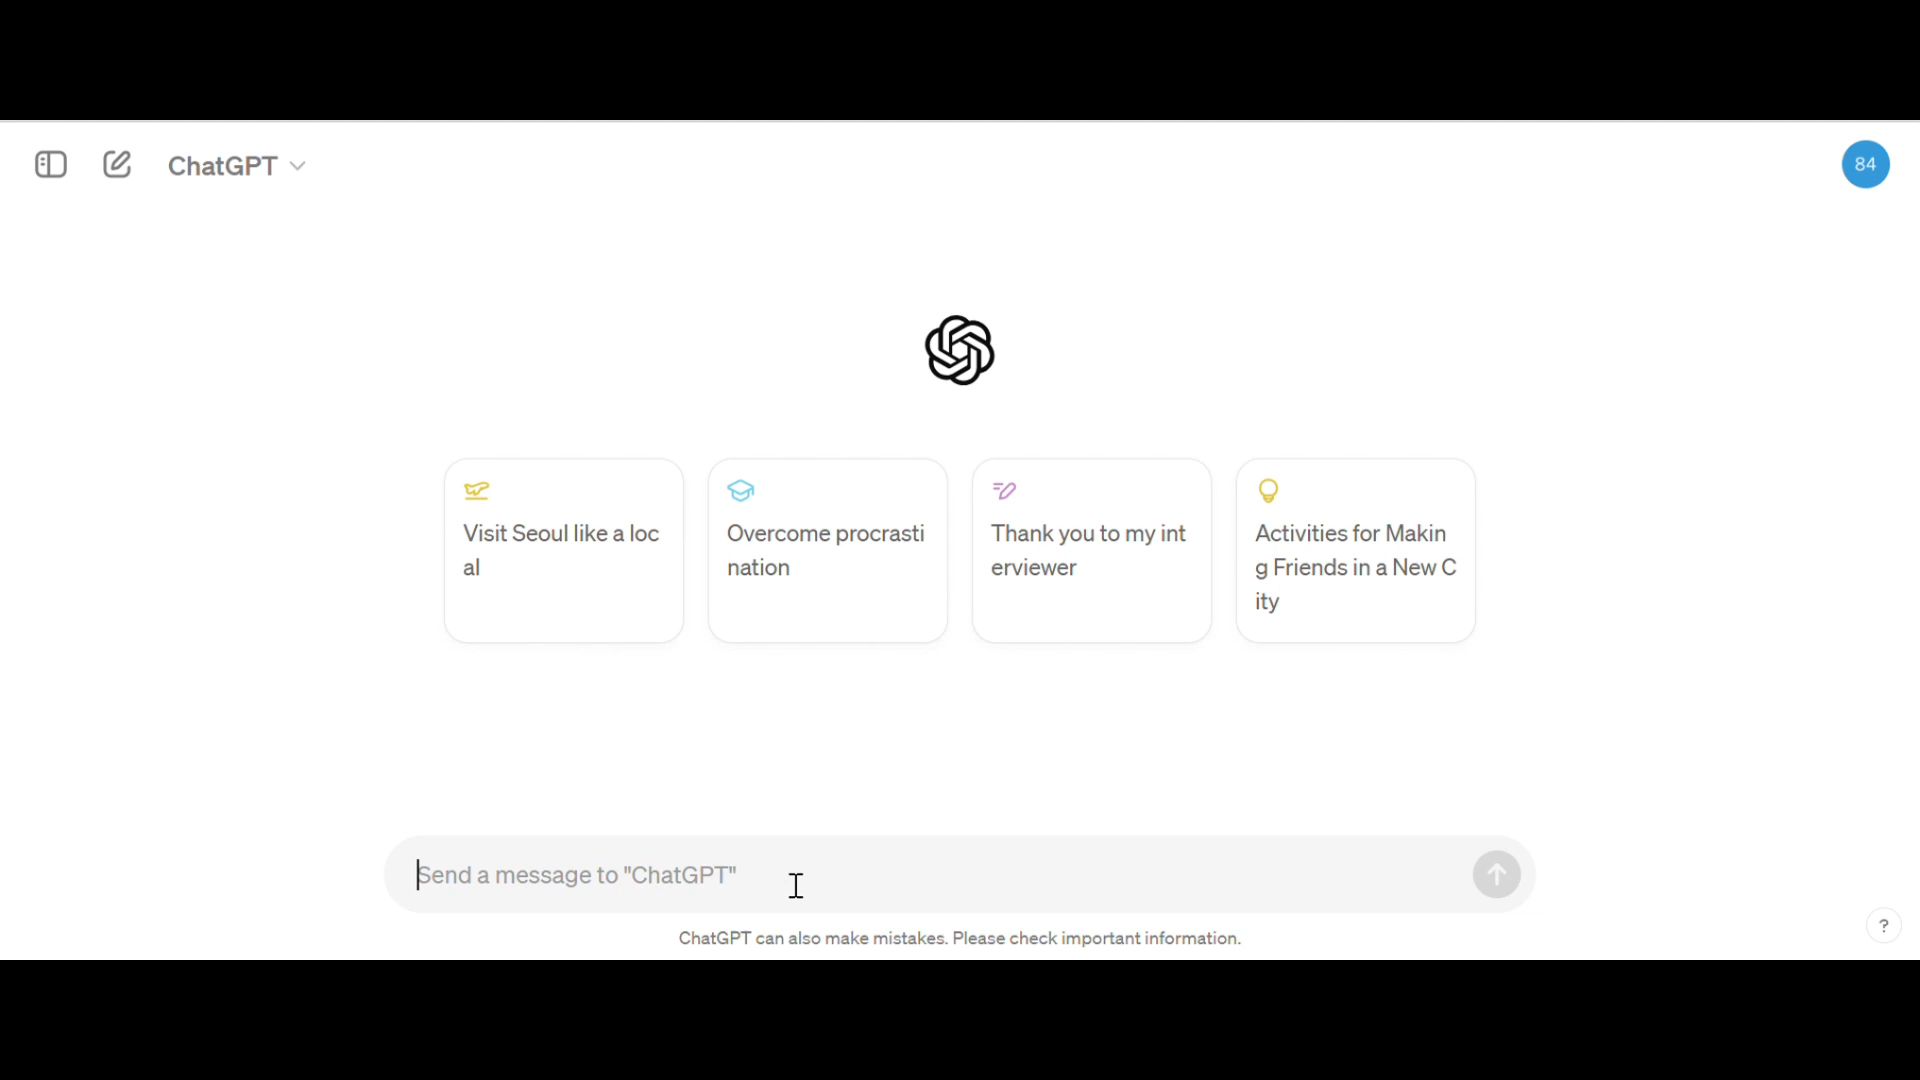 ChatGPT
84
Visit Seoul like a loc
al
Overcome procrasti
nation
Thank you to my int
erviewer
Activities for Makin
g Friends in a New C
ity
Send a message to "ChatGPT"
ChatGPT can also make mistakes. Please check important information.
?